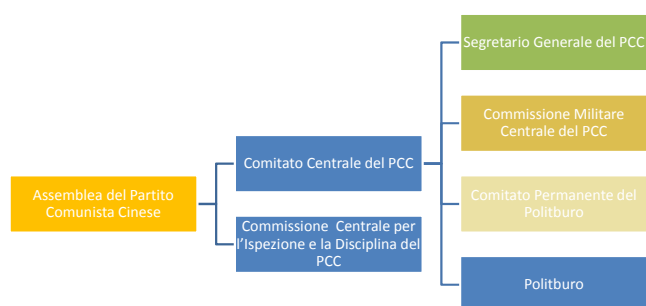 Segretario Generale del PCC
Commissione Militare
Centrale del PCC
Comitato Centrale del PCC
Assemblea del Partito
Comunista Cinese
Comitato Permanente del
Politburo
Commissione Centrale per
l'Ispezione e la Disciplina del
PCC
Politburo